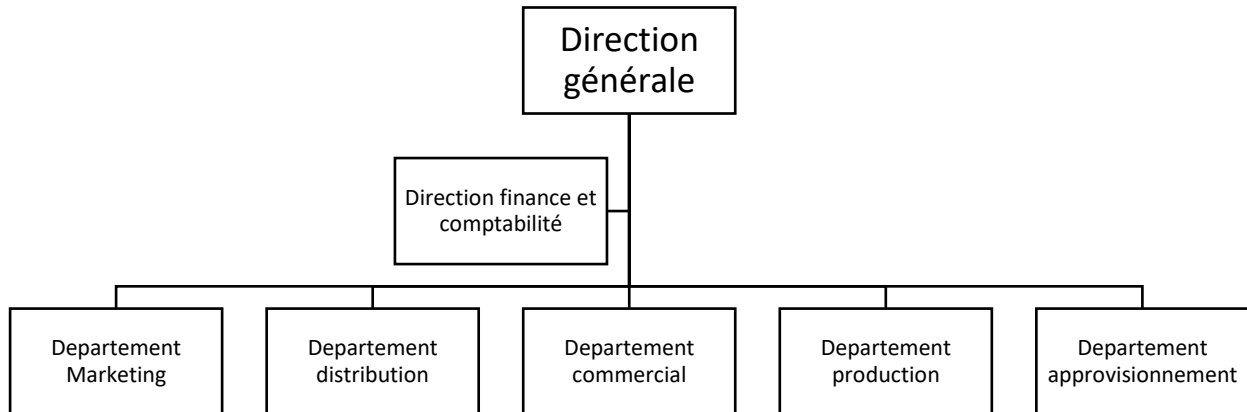 Direction
générale
Direction finance et
comptabilité
Departement
Marketing
Departement
distribution
Departement
commercial
Departement
production
Departement
approvisionnement